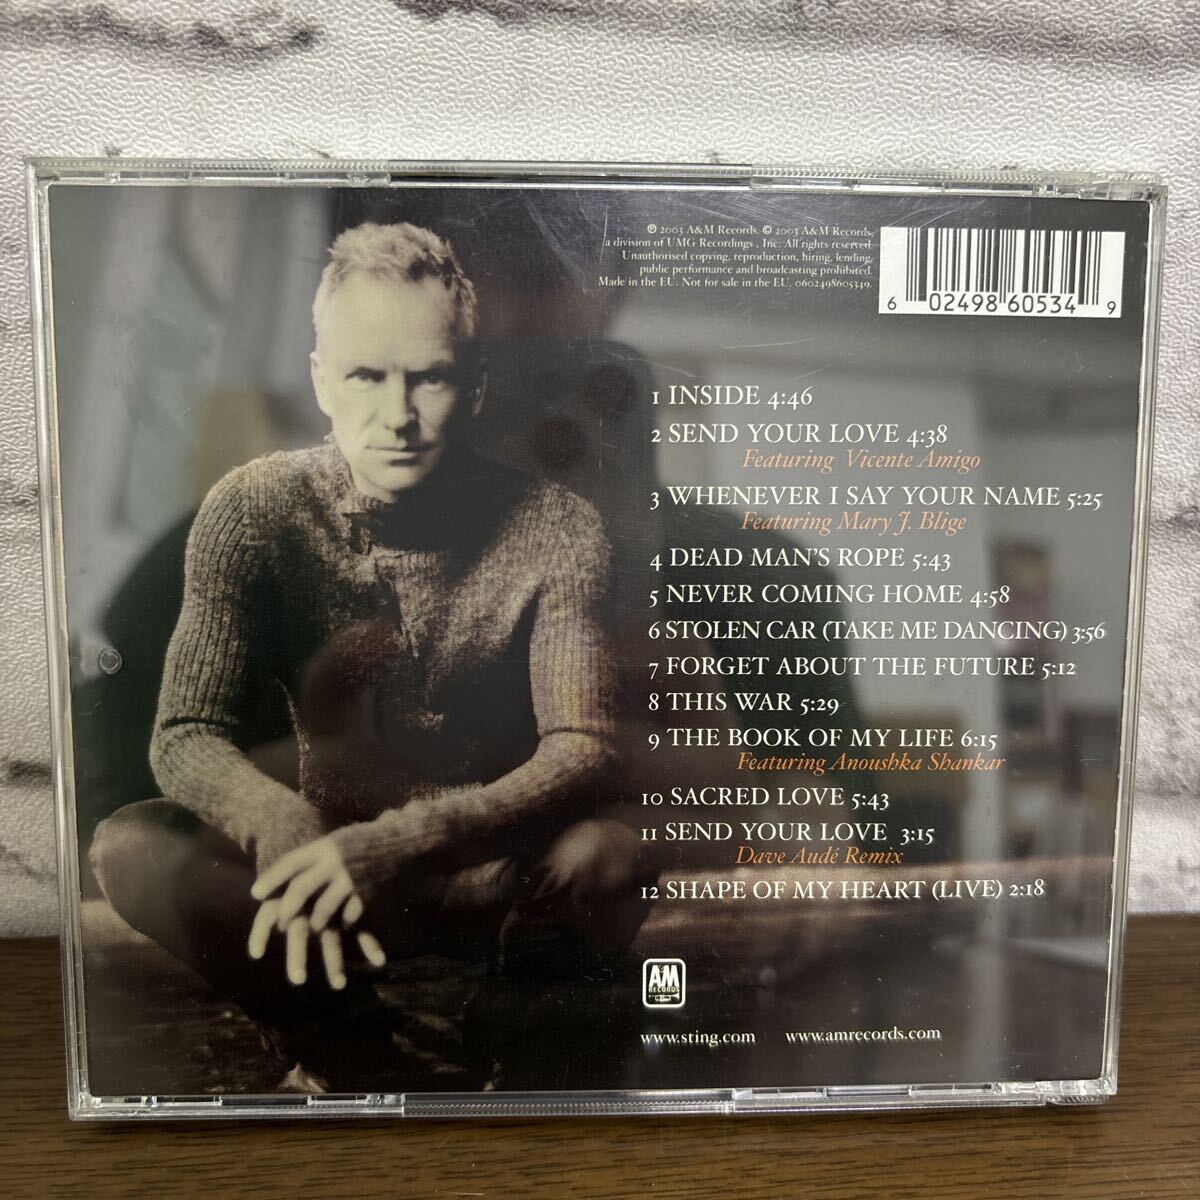 ℗ 2003 A&M Records. © 2003 A&M Records,
a division of UMG Recordings , Inc. All rights reserved.
Unauthorised copying, reproduction, hiring, lending,
public performance and broadcasting prohibited.
Made in the EU. Not for sale in the EU. 0602498605349.
6 02498 60534 9
1 INSIDE 4:46
2 SEND YOUR LOVE 4:38
Featuring Vicente Amigo
3 WHENEVER I SAY YOUR NAME 5:25
Featuring Mary J. Blige
4 DEAD MAN'S ROPE 5:43
5 NEVER COMING HOME 4:58
6 STOLEN CAR (TAKE ME DANCING) 3:56
7 FORGET ABOUT THE FUTURE 5:12
8 THIS WAR 5:29
9 THE BOOK OF MY LIFE 6:15
Featuring Anoushka Shankar
10 SACRED LOVE 5:43
11 SEND YOUR LOVE 3:15
Dave Audé Remix
12 SHAPE OF MY HEART (LIVE) 2:18
A&M
RECORDS
www.sting.com www.amrecords.com